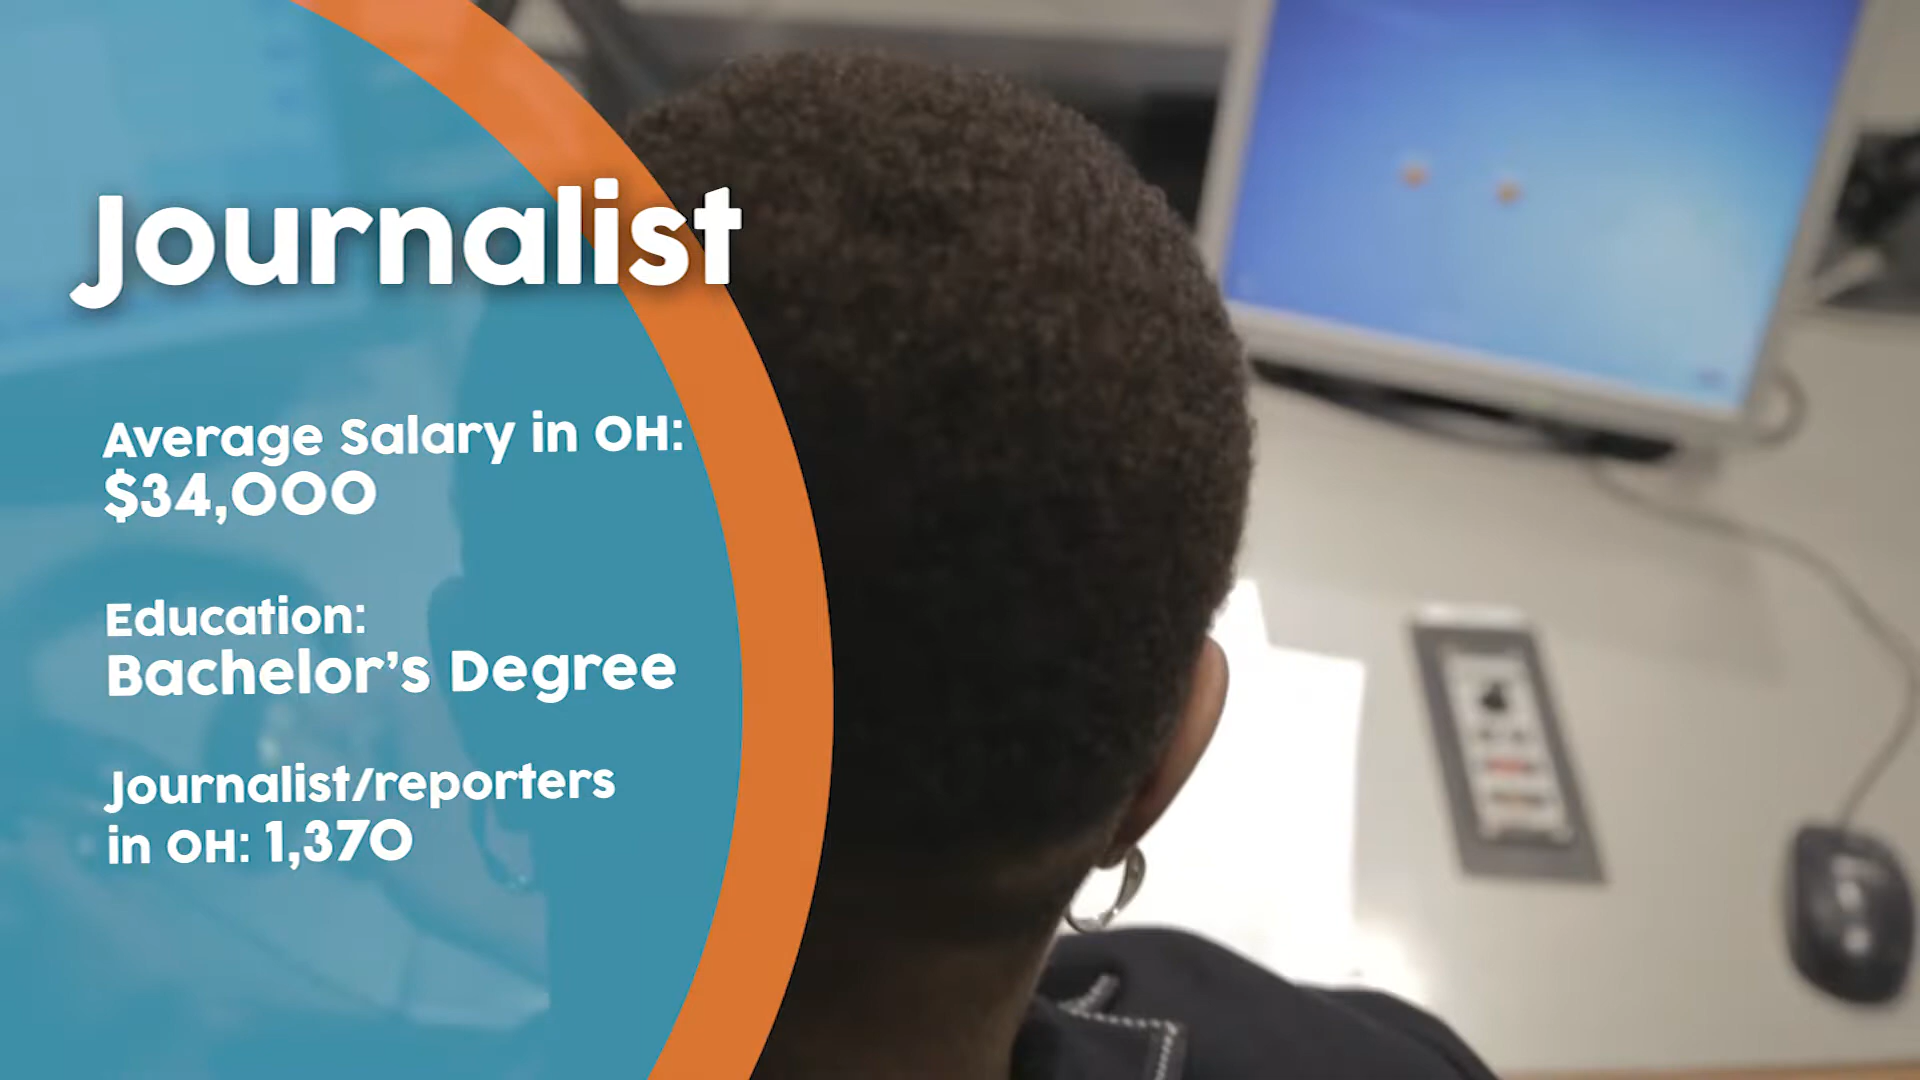 Journalist
Average Salary in OH:
$34,000
Education:
Bachelor's Degree
Journalist/reporters
in OH: 1,370